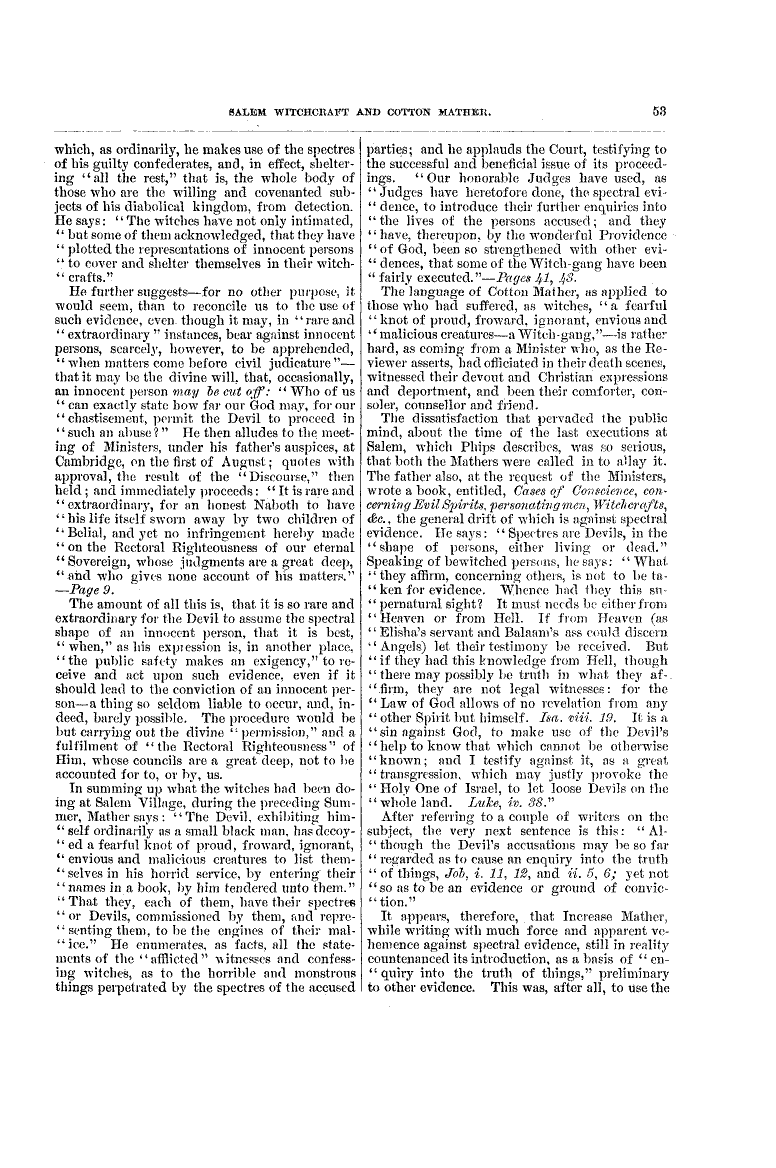 SALEM WITCHCRAFT AND COTTON MATHER. 53
which, as ordinarily, he makes use of the spectres
of his guilty confederates, and, in effect, shelter-
ing "all the rest," that is, the whole body of
those who are the willing and covenanted sub-
jects of his diabolical kingdom, from detection.
He says: "The witches have not only intimated,
"but some of them acknowledged, that they have
"plotted the representations of innocent persons
"to cover and shelter themselves in their witch-
"crafts."
He further suggests—for no other purpose, it
would seem, than to reconcile us to the use of
such evidence, even though it may, in "rare and
"extraordinary" instances, bear against innocent
persons, scarcely, however, to be apprehended,
"when matters come before civil judicature"—
that it may be the divine will, that, occasionally,
an innocent person may be cut off: "Who of us
"can exactly state how far our God may, for our
"chastisement, permit the Devil to proceed in
"such an abuse?" He then alludes to the meet-
ing of Ministers, under his father's auspices, at
Cambridge, on the first of August; quotes with
approval, the result of the "Discourse," then
held; and immediately proceeds: "It is rare and
"extraordinary, for an honest Naboth to have
"his life itself sworn away by two children of
"Belial, and yet no infringement hereby made
"on the Rectoral Righteousness of our eternal
"Sovereign, whose judgments are a great deep,
"and who gives none account of his matters."
—Page 9.
The amount of all this is, that it is so rare and
extraordinary for the Devil to assume the spectral
shape of an innocent person, that it is best,
"when," as his expression is, in another place,
"the public safety makes an exigency," to re-
ceive and act upon such evidence, even if it
should lead to the conviction of an innocent per-
son—a thing so seldom liable to occur, and, in-
deed, barely possible. The procedure would be
but carrying out the divine "permission," and a
fulfilment of "the Rectoral Righteousness" of
Him, whose councils are a great deep, not to be
accounted for to, or by, us.
In summing up what the witches had been do-
ing at Salem Village, during the preceding Sum-
mer, Mather says: "The Devil, exhibiting him-
"self ordinarily as a small black man, has decoy-
"ed a fearful knot of proud, froward, ignorant,
"envious and malicious creatures to list them-
"selves in his horrid service, by entering their
"names in a book, by him tendered unto them."
"That they, each of them, have their spectres
"or Devils, commissioned by them, and repre-
"senting them, to be the engines of their mal-
"ice." He enumerates, as facts, all the state-
ments of the "afflicted" witnesses and confess-
ing witches, as to the horrible and monstrous
things perpetrated by the spectres of the accused
parties; and he applauds the Court, testifying to
the successful and beneficial issue of its proceed-
ings. "Our honorable Judges have used, as
"Judges have heretofore done, the spectral evi-
"dence, to introduce their further enquiries into
"the lives of the persons accused; and they
"have, thereupon, by the wonderful Providence
"of God, been so strengthened with other evi-
"dences, that some of the Witch-gang have been
"fairly executed."—Pages 41, 43.
The language of Cotton Mather, as applied to
those who had suffered, as witches, "a fearful
"knot of proud, froward, ignorant, envious and
"malicious creatures—a Witch-gang,"—is rather
hard, as coming from a Minister who, as the Re-
viewer asserts, had officiated in their death scenes,
witnessed their devout and Christian expressions
and deportment, and been their comforter, con-
soler, counsellor and friend.
The dissatisfaction that pervaded the public
mind, about the time of the last executions at
Salem, which Phips describes, was so serious,
that both the Mathers were called in to allay it.
The father also, at the request of the Ministers,
wrote a book, entitled, Cases of Conscience, con-
cerning Evil Spirits, personating men, Witchcrafts,
&c., the general drift of which is against spectral
evidence. He says: "Spectres are Devils, in the
"shape of persons, either living or dead."
Speaking of bewitched persons, he says: "What
"they affirm, concerning others, is not to be ta-
"ken for evidence. Whence had they this su-
"pernatural sight? It must needs be either from
"Heaven or from Hell. If from Heaven (as
"Elisha's servant and Balaam's ass could discern
"Angels) let their testimony be received. But
"if they had this knowledge from Hell, though
"there may possibly be truth in what they af-
"firm, they are not legal witnesses: for the
"Law of God allows of no revelation from any
"other Spirit but himself. Isa. viii. 19. It is a
"sin against God, to make use of the Devil's
"help to know that which cannot be otherwise
"known; and I testify against it, as a great
"transgression, which may justly provoke the
"Holy One of Israel, to let loose Devils on the
"whole land. Luke, iv. 38."
After referring to a couple of writers on the
subject, the very next sentence is this: "Al-
"though the Devil's accusations may be so far
"regarded as to cause an enquiry into the truth
"of things, Job, i. 11, 12, and ii. 5, 6; yet not
"so as to be an evidence or ground of convic-
"tion."
It appears, therefore, that Increase Mather,
while writing with much force and apparent ve-
hemence against spectral evidence, still in reality
countenanced its introduction, as a basis of "en-
"quiry into the truth of things," preliminary
to other evidence. This was, after all, to use the